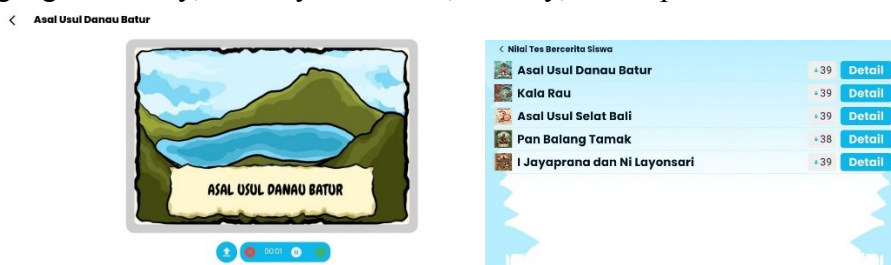 Asal Usul Danau Batur
ASAL USUL DANAU BATUR
00:01
Nilai Tes Bercerita Siswa
Asal Usul Danau Batur 39 Detail
Kala Rau 39 Detail
Asal Usul Selat Bali 39 Detail
Pan Balang Tamak 38 Detail
I Jayaprana dan Ni Layonsari 39 Detail